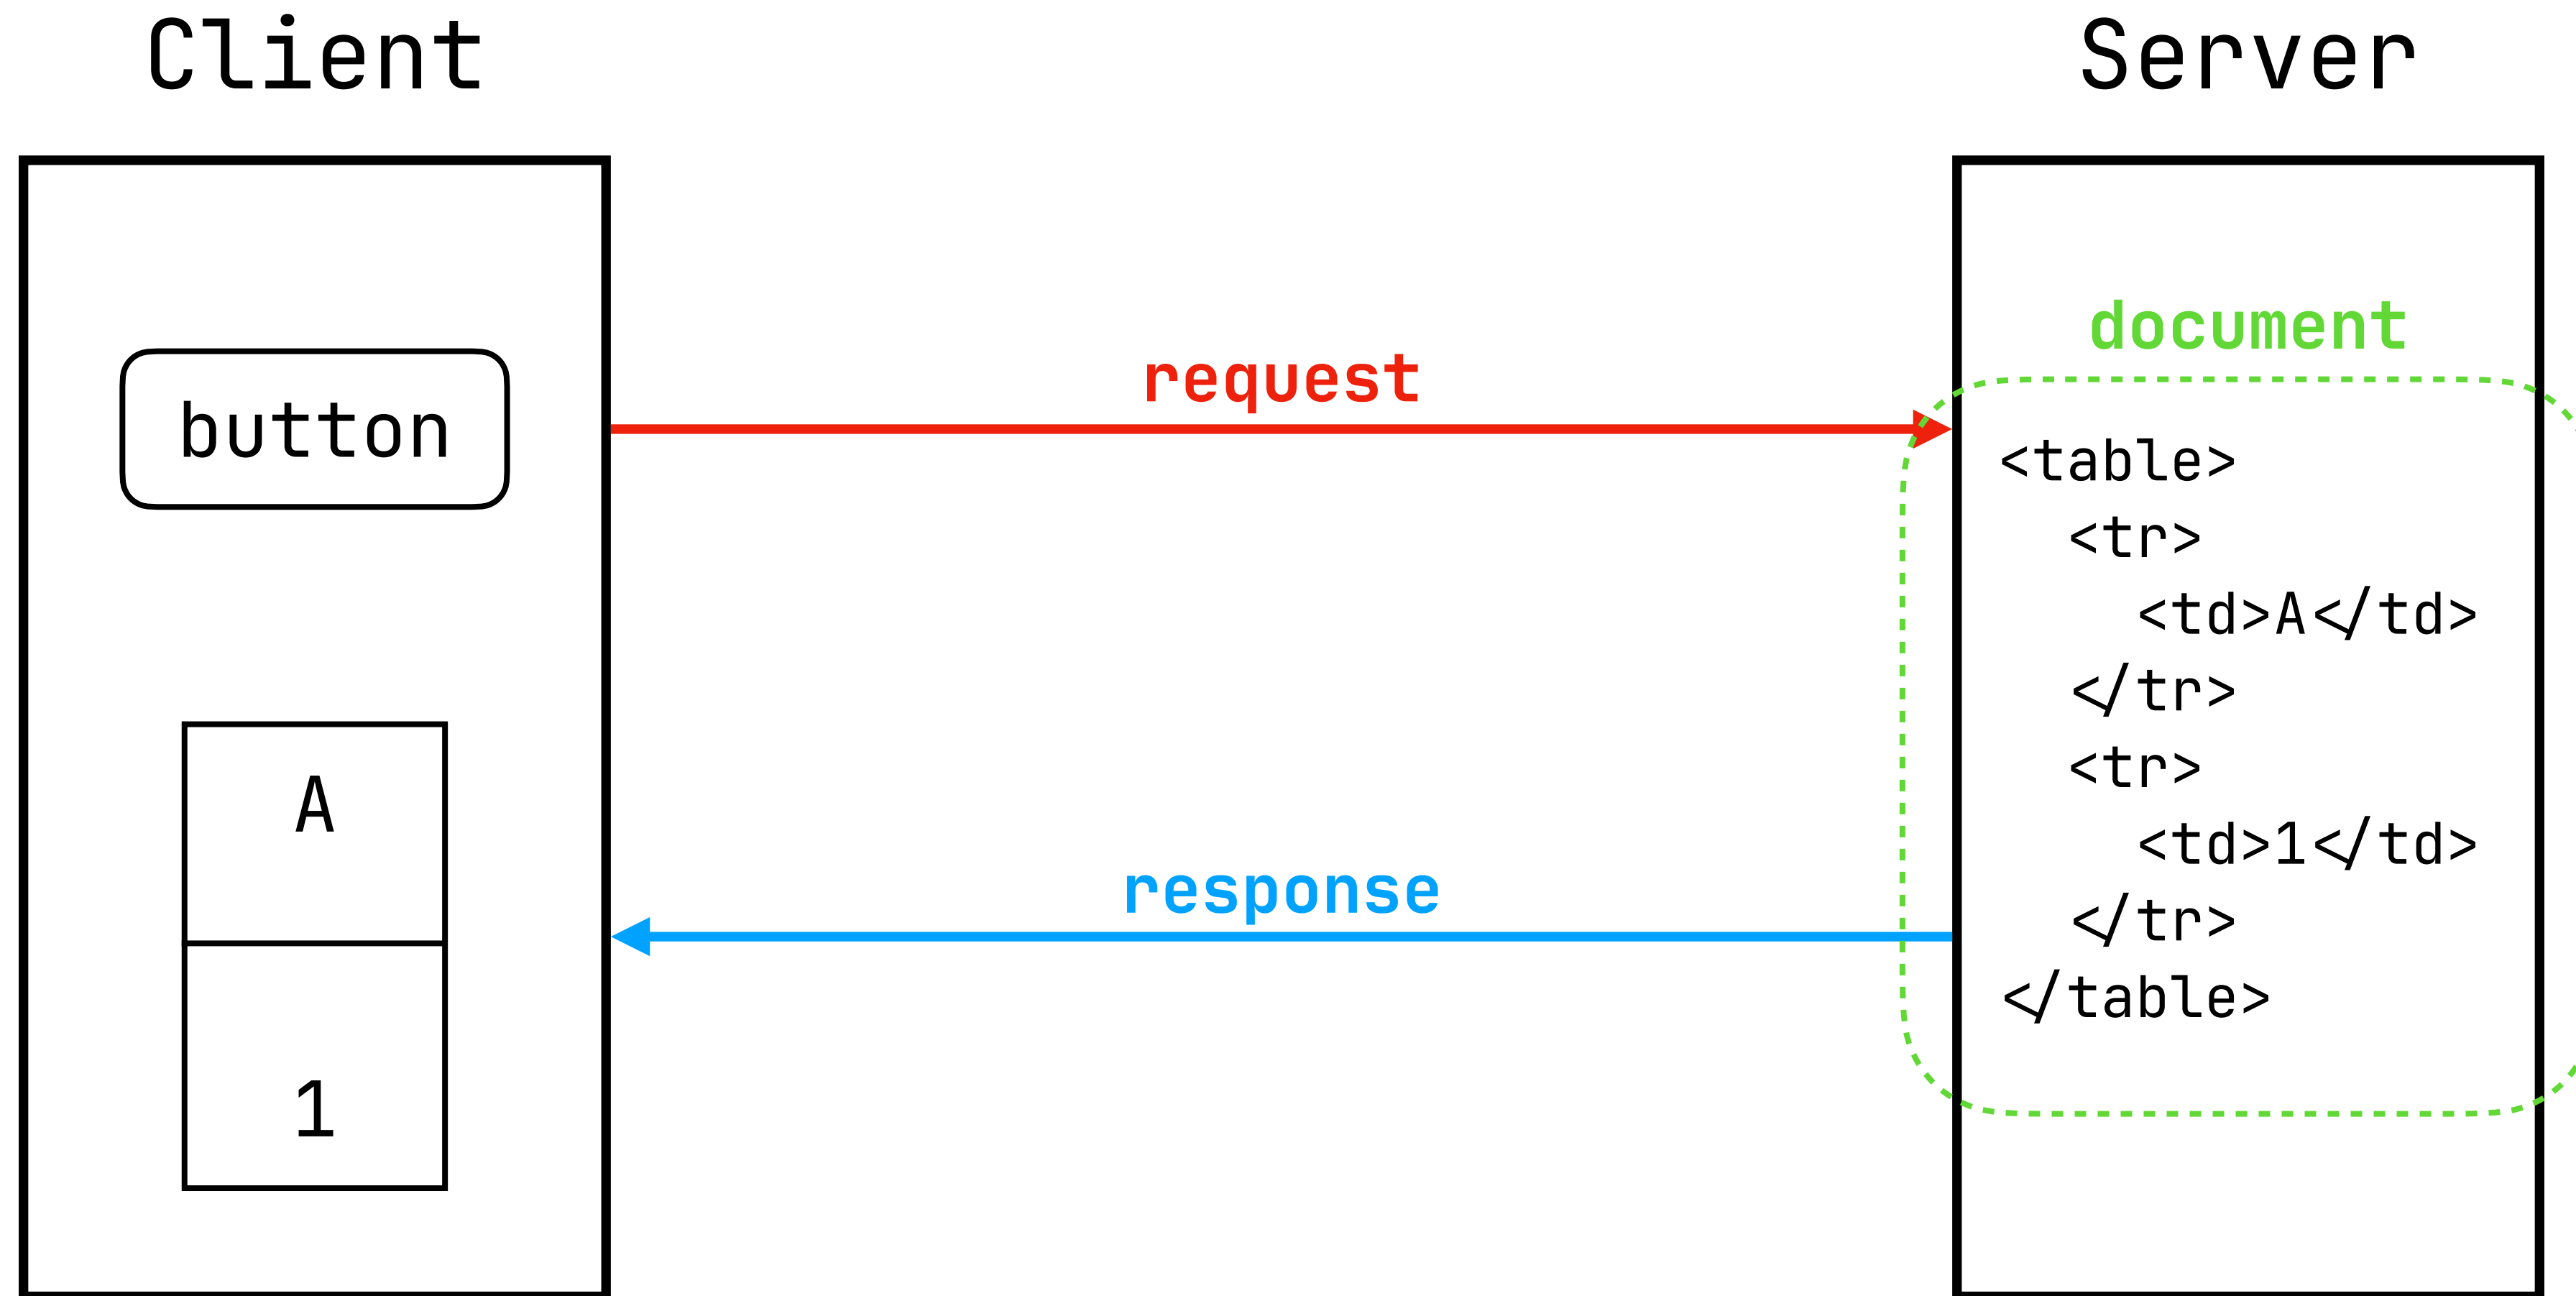 Client
Server
button
request
document
<table>
<tr>
<td>A</td>
</tr>
<tr>
<td>1</td>
</tr>
</table>
A
1
response